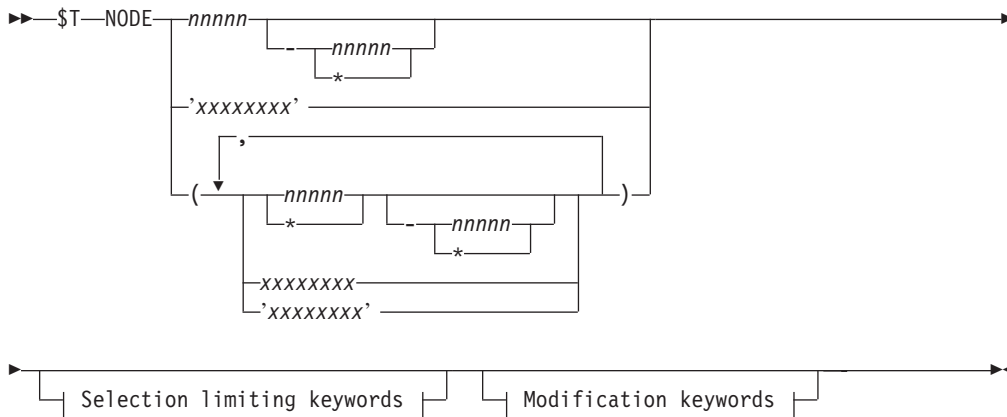 $T NODE nnnnn
- nnnnn
*
'xxxxxxxx'
,
( nnnnn )
* - nnnnn
*
xxxxxxxx
'xxxxxxxx'
Selection limiting keywords Modification keywords